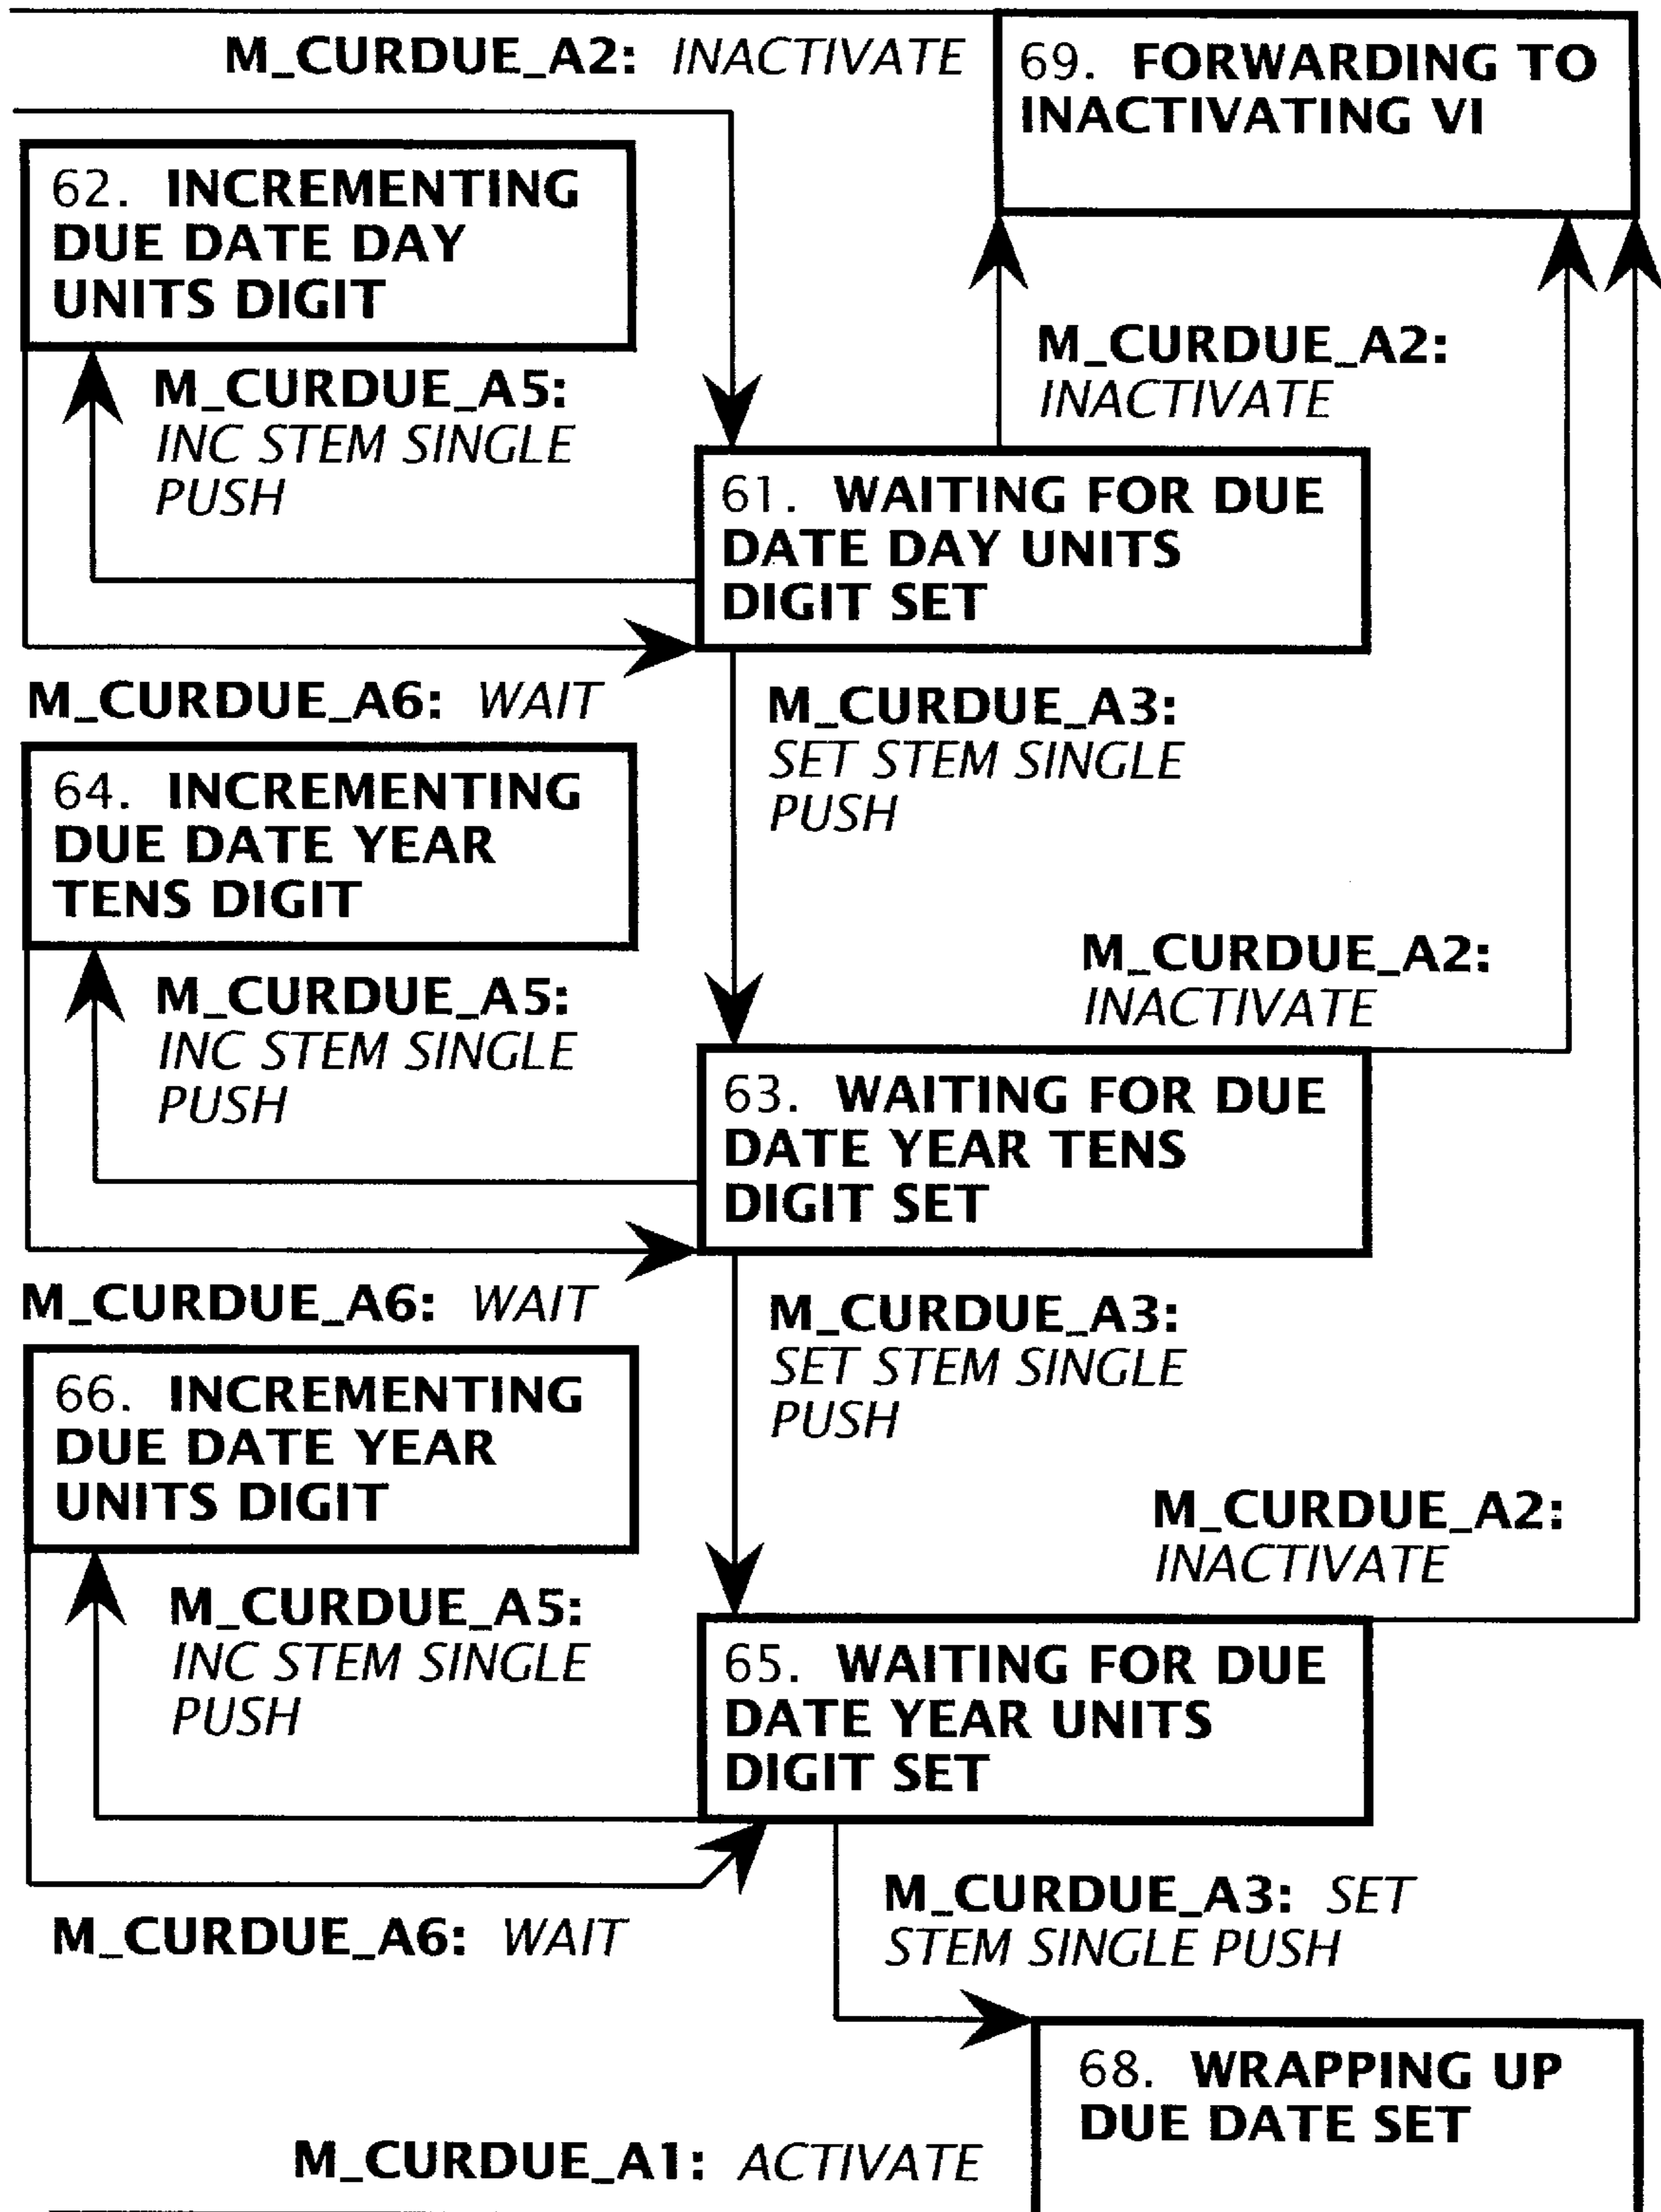 M_CURDUE_A2: INACTIVATE
69. FORWARDING TO
INACTIVATING VI
62. INCREMENTING
DUE DATE DAY
UNITS DIGIT
M_CURDUE_A2:
INACTIVATE
M_CURDUE_A5:
INC STEM SINGLE
PUSH
61. WAITING FOR DUE
DATE DAY UNITS
DIGIT SET
M_CURDUE_A6: WAIT
M_CURDUE_A3:
SET STEM SINGLE
PUSH
64. INCREMENTING
DUE DATE YEAR
TENS DIGIT
M_CURDUE_A2:
INACTIVATE
M_CURDUE_A5:
INC STEM SINGLE
PUSH
63. WAITING FOR DUE
DATE YEAR TENS
DIGIT SET
M_CURDUE_A6: WAIT
M_CURDUE_A3:
SET STEM SINGLE
PUSH
66. INCREMENTING
DUE DATE YEAR
UNITS DIGIT
M_CURDUE_A2:
INACTIVATE
M_CURDUE_A5:
INC STEM SINGLE
PUSH
65. WAITING FOR DUE
DATE YEAR UNITS
DIGIT SET
M_CURDUE_A6: WAIT
M_CURDUE_A3: SET
STEM SINGLE PUSH
68. WRAPPING UP
DUE DATE SET
M_CURDUE_A1: ACTIVATE